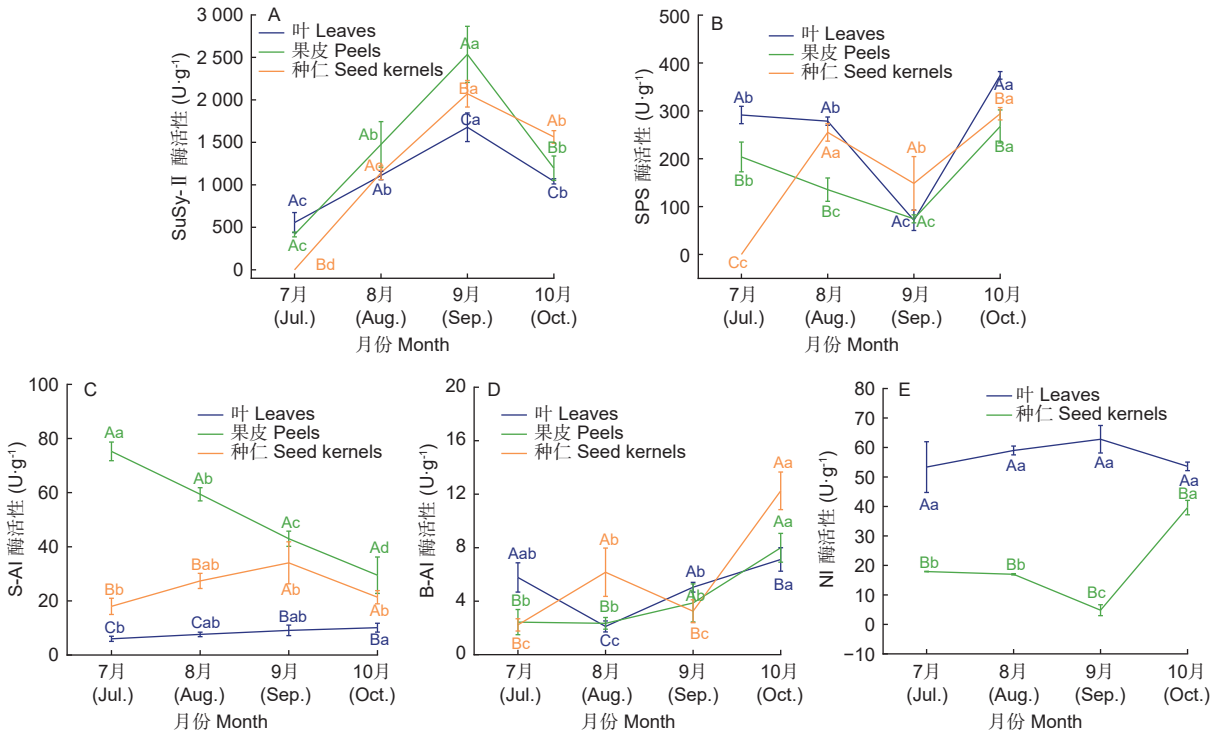 A
叶 Leaves
果皮 Peels
种仁 Seed kernels
SuSy-Ⅱ 酶活性 (U·g⁻¹)
3 000
2 500
2 000
1 500
1 000
500
0
Ac
Ac
Bd
Ab
Ac
Ab
Aa
Ba
Ca
Ab
Bb
Cb
7月
(Jul.)
8月
(Aug.)
9月
(Sep.)
10月
(Oct.)
月份 Month
B
叶 Leaves
果皮 Peels
种仁 Seed kernels
SPS 酶活性 (U·g⁻¹)
500
400
300
200
100
0
Ab
Bb
Cc
Ab
Aa
Bc
Ab
Ac
Ac
Aa
Ba
Ba
7月
(Jul.)
8月
(Aug.)
9月
(Sep.)
10月
(Oct.)
月份 Month
C
叶 Leaves
果皮 Peels
种仁 Seed kernels
S-AI 酶活性 (U·g⁻¹)
100
80
60
40
20
0
Aa
Bb
Cb
Ab
Bab
Cab
Ac
Ab
Bab
Ad
Ab
Ba
7月
(Jul.)
8月
(Aug.)
9月
(Sep.)
10月
(Oct.)
月份 Month
D
叶 Leaves
果皮 Peels
种仁 Seed kernels
B-AI 酶活性 (U·g⁻¹)
20
16
12
8
4
0
Aab
Bb
Bc
Ab
Bb
Cc
Ab
Ab
Bc
Aa
Aa
Ba
7月
(Jul.)
8月
(Aug.)
9月
(Sep.)
10月
(Oct.)
月份 Month
E
叶 Leaves
种仁 Seed kernels
NI 酶活性 (U·g⁻¹)
80
70
60
50
40
30
20
10
0
−10
Aa
Bb
Aa
Bb
Aa
Bc
Aa
Ba
7月
(Jul.)
8月
(Aug.)
9月
(Sep.)
10月
(Oct.)
月份 Month